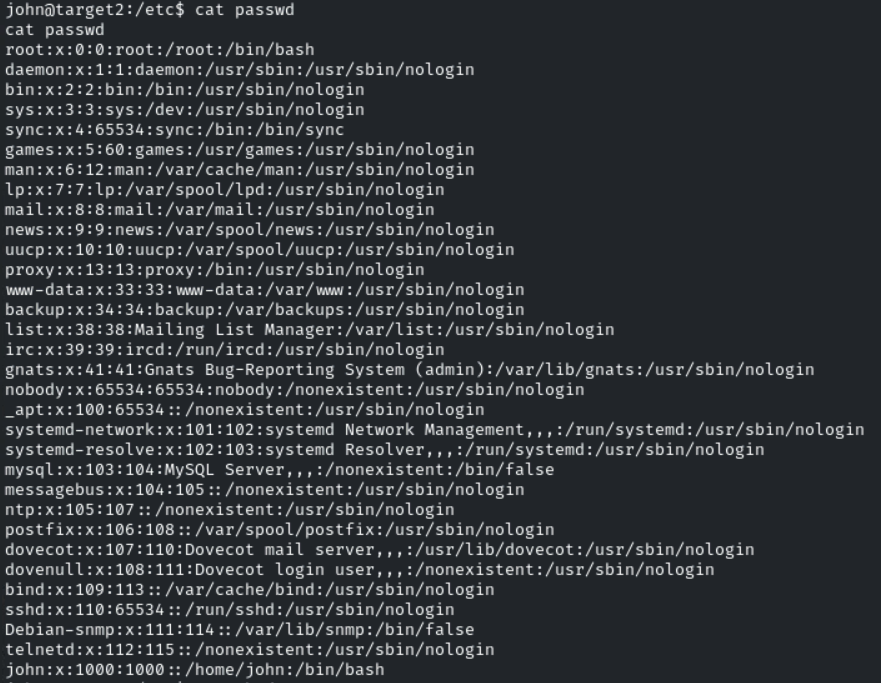 john@target2:/etc$ cat passwd
cat passwd
root:x:0:0:root:/root:/bin/bash
daemon:x:1:1:daemon:/usr/sbin:/usr/sbin/nologin
bin:x:2:2:bin:/bin:/usr/sbin/nologin
sys:x:3:3:sys:/dev:/usr/sbin/nologin
sync:x:4:65534:sync:/bin:/bin/sync
games:x:5:60:games:/usr/games:/usr/sbin/nologin
man:x:6:12:man:/var/cache/man:/usr/sbin/nologin
lp:x:7:7:lp:/var/spool/lpd:/usr/sbin/nologin
mail:x:8:8:mail:/var/mail:/usr/sbin/nologin
news:x:9:9:news:/var/spool/news:/usr/sbin/nologin
uucp:x:10:10:uucp:/var/spool/uucp:/usr/sbin/nologin
proxy:x:13:13:proxy:/bin:/usr/sbin/nologin
www-data:x:33:33:www-data:/var/www:/usr/sbin/nologin
backup:x:34:34:backup:/var/backups:/usr/sbin/nologin
list:x:38:38:Mailing List Manager:/var/list:/usr/sbin/nologin
irc:x:39:39:ircd:/run/ircd:/usr/sbin/nologin
gnats:x:41:41:Gnats Bug-Reporting System (admin):/var/lib/gnats:/usr/sbin/nologin
nobody:x:65534:65534:nobody:/nonexistent:/usr/sbin/nologin
_apt:x:100:65534::/nonexistent:/usr/sbin/nologin
systemd-network:x:101:102:systemd Network Management,,,:/run/systemd:/usr/sbin/nologin
systemd-resolve:x:102:103:systemd Resolver,,,:/run/systemd:/usr/sbin/nologin
mysql:x:103:104:MySQL Server,,,:/nonexistent:/bin/false
messagebus:x:104:105::/nonexistent:/usr/sbin/nologin
ntp:x:105:107::/nonexistent:/usr/sbin/nologin
postfix:x:106:108::/var/spool/postfix:/usr/sbin/nologin
dovecot:x:107:110:Dovecot mail server,,,:/usr/lib/dovecot:/usr/sbin/nologin
dovenull:x:108:111:Dovecot login user,,,:/nonexistent:/usr/sbin/nologin
bind:x:109:113::/var/cache/bind:/usr/sbin/nologin
sshd:x:110:65534::/run/sshd:/usr/sbin/nologin
Debian-snmp:x:111:114::/var/lib/snmp:/bin/false
telnetd:x:112:115::/nonexistent:/usr/sbin/nologin
john:x:1000:1000::/home/john:/bin/bash